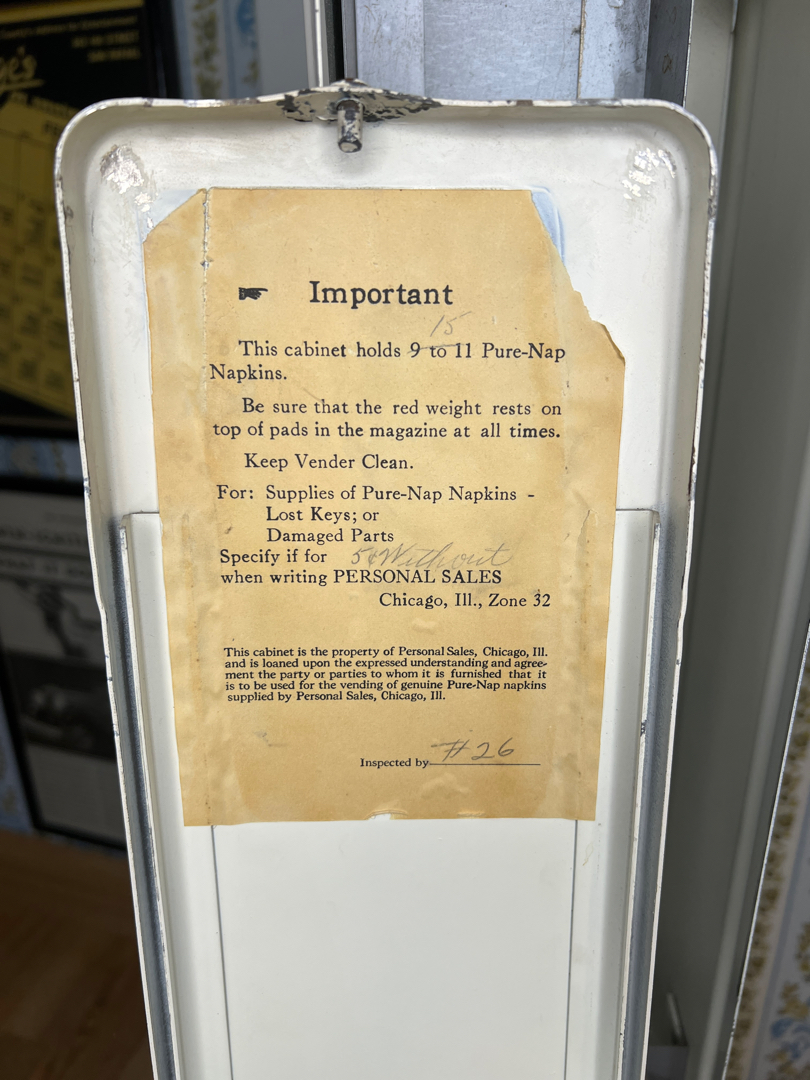 ge's
Important
15
This cabinet holds 9 to 11 Pure-Nap
Napkins.
Be sure that the red weight rests on
top of pads in the magazine at all times.
Keep Vender Clean.
For: Supplies of Pure-Nap Napkins -
Lost Keys; or
Damaged Parts
Specify if for 5¢ Without
when writing PERSONAL SALES
Chicago, Ill., Zone 32
This cabinet is the property of Personal Sales, Chicago, Ill.
and is loaned upon the expressed understanding and agree-
ment the party or parties to whom it is furnished that it
is to be used for the vending of genuine Pure-Nap napkins
supplied by Personal Sales, Chicago, Ill.
Inspected by #26